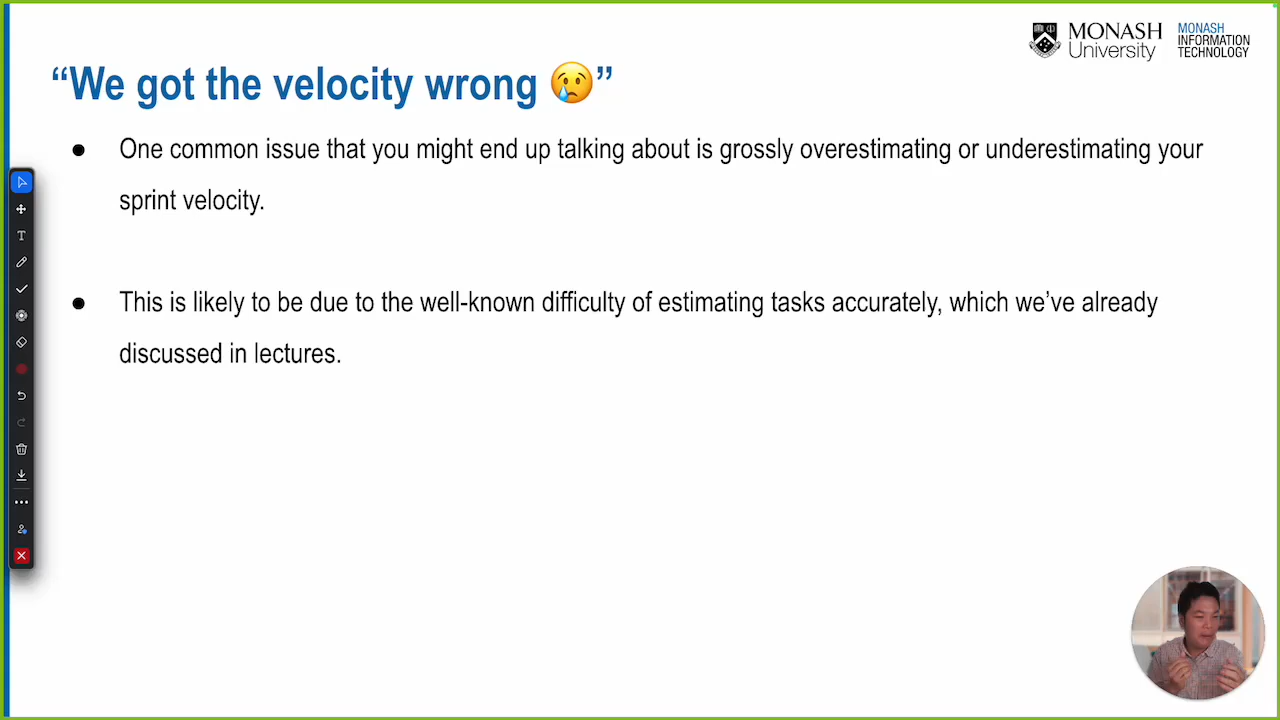 MONASH University
MONASH INFORMATION TECHNOLOGY
“We got the velocity wrong 😢”
● One common issue that you might end up talking about is grossly overestimating or underestimating your
sprint velocity.
● This is likely to be due to the well-known difficulty of estimating tasks accurately, which we’ve already
discussed in lectures.